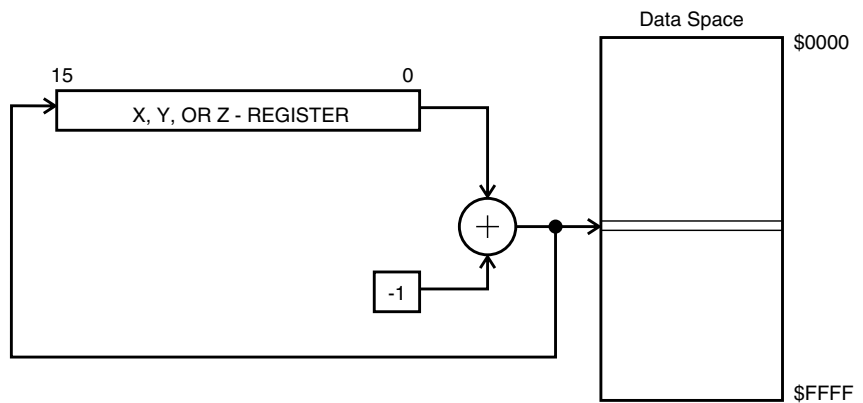 Data Space
$0000
15
0
X, Y, OR Z - REGISTER
+
-1
$FFFF